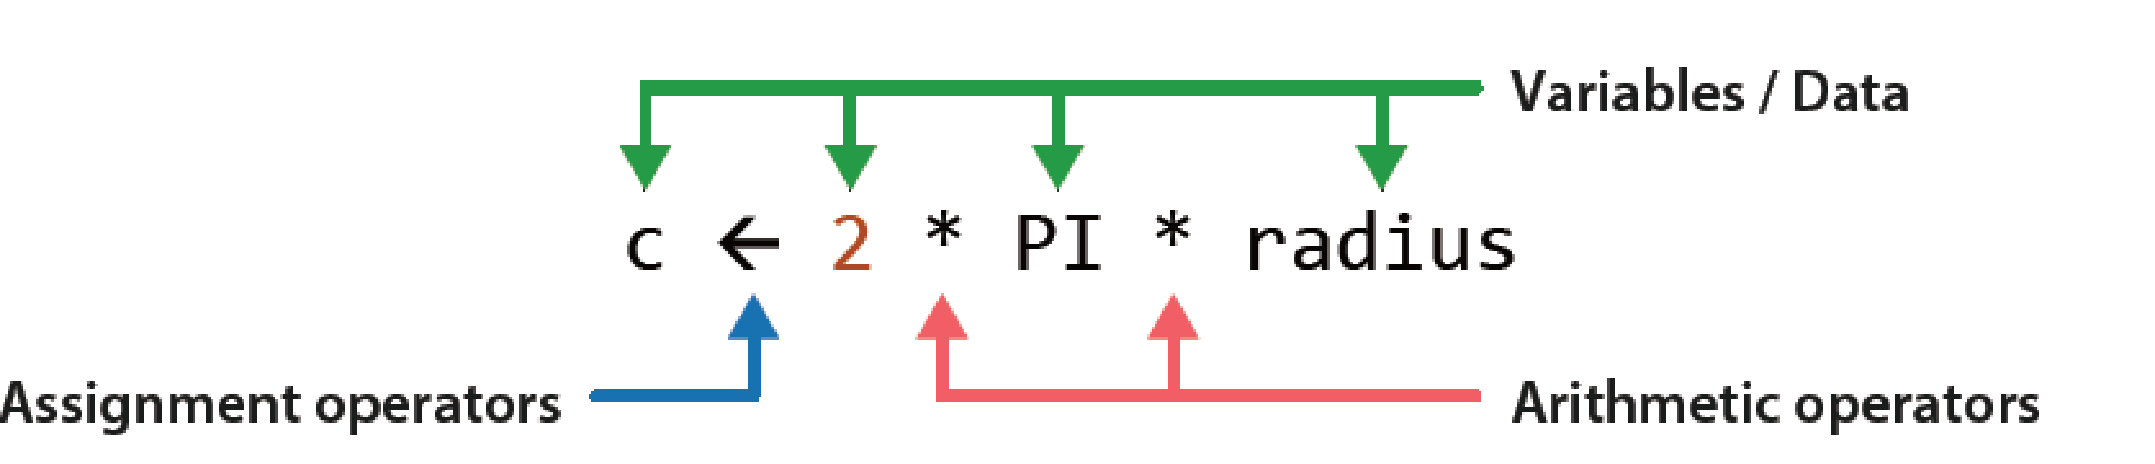 Variables / Data
c ← 2 * PI * radius
Assignment operators
Arithmetic operators